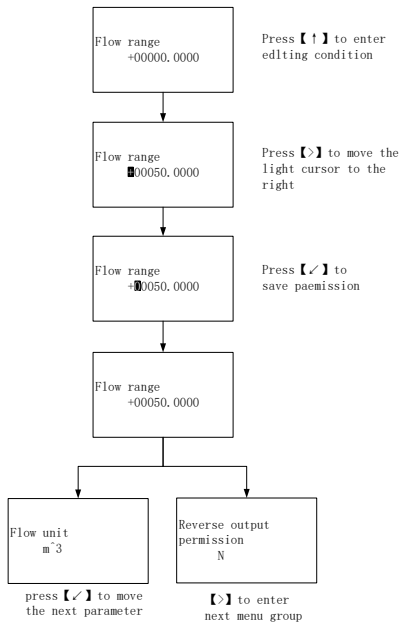 Flow range
+00000.0000
Press【↑】to enter
edlting condition
Flow range
+00050.0000
Press【>】to move the
light cursor to the
right
Flow range
+00050.0000
Press【↙】to
save paemission
Flow range
+00050.0000
Flow unit
m^3
Reverse output
permission
N
press【↙】to move
the next parameter
【>】to enter
next menu group